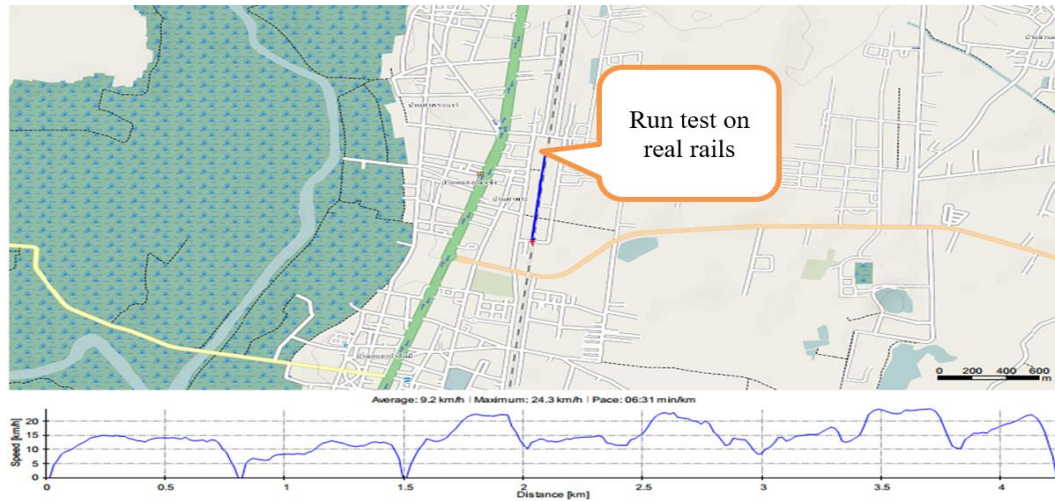 Run test on
real rails
0 200 400 600
m
Average: 9.2 km/h | Maximum: 24.3 km/h | Pace: 06:31 min/km
Speed [km/h]
20
15
10
5
0
0 0.5 1 1.5 2 2.5 3 3.5 4
Distance [km]